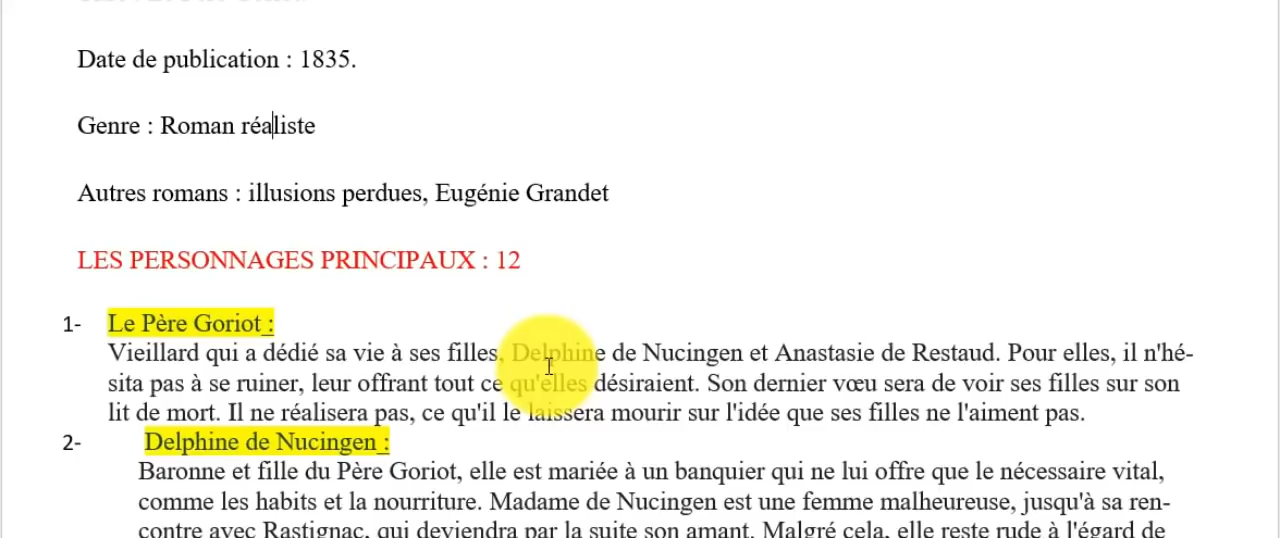 Date de publication : 1835.
Genre : Roman réaliste
Autres romans : illusions perdues, Eugénie Grandet
LES PERSONNAGES PRINCIPAUX : 12
1- Le Père Goriot :
Vieillard qui a dédié sa vie à ses filles, Delphine de Nucingen et Anastasie de Restaud. Pour elles, il n'hé-
sita pas à se ruiner, leur offrant tout ce qu'elles désiraient. Son dernier vœu sera de voir ses filles sur son
lit de mort. Il ne réalisera pas, ce qu'il le laissera mourir sur l'idée que ses filles ne l'aiment pas.
2- Delphine de Nucingen :
Baronne et fille du Père Goriot, elle est mariée à un banquier qui ne lui offre que le nécessaire vital,
comme les habits et la nourriture. Madame de Nucingen est une femme malheureuse, jusqu'à sa ren-
contre avec Rastignac, qui deviendra par la suite son amant. Malgré cela, elle reste rude à l'égard de